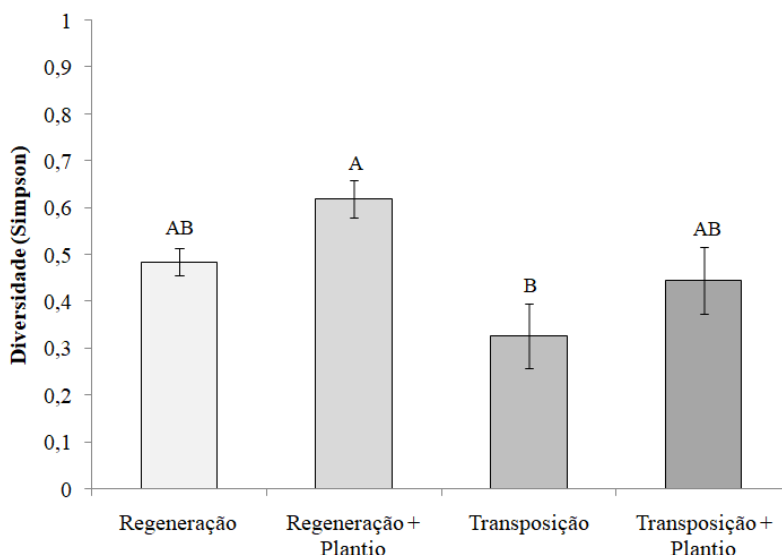 1
0,9
0,8
0,7
0,6
0,5
0,4
0,3
0,2
0,1
0
Diversidade (Simpson)
AB
A
B
AB
Regeneração
Regeneração +
Plantio
Transposição
Transposição +
Plantio